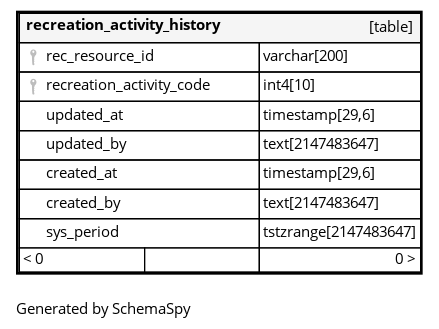 recreation_activity_history [table]
rec_resource_id varchar[200]
recreation_activity_code int4[10]
updated_at timestamp[29,6]
updated_by text[2147483647]
created_at timestamp[29,6]
created_by text[2147483647]
sys_period tstzrange[2147483647]
< 0 0 >
Generated by SchemaSpy